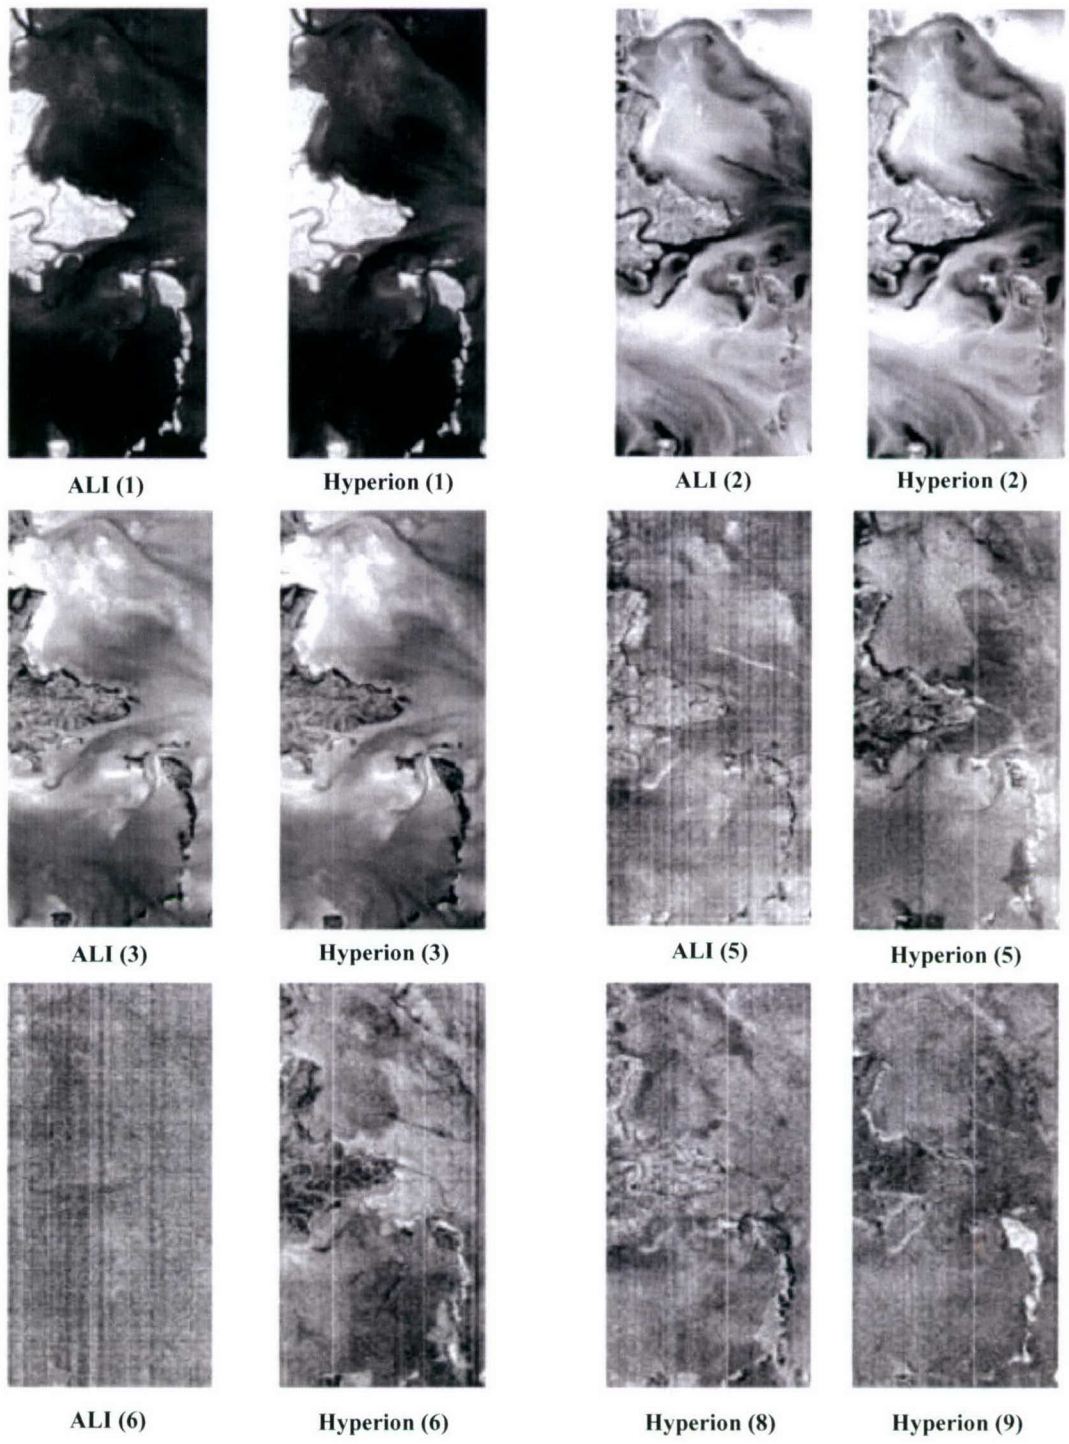 ALI (1)
Hyperion (1)
ALI (2)
Hyperion (2)
ALI (3)
Hyperion (3)
ALI (5)
Hyperion (5)
ALI (6)
Hyperion (6)
Hyperion (8)
Hyperion (9)